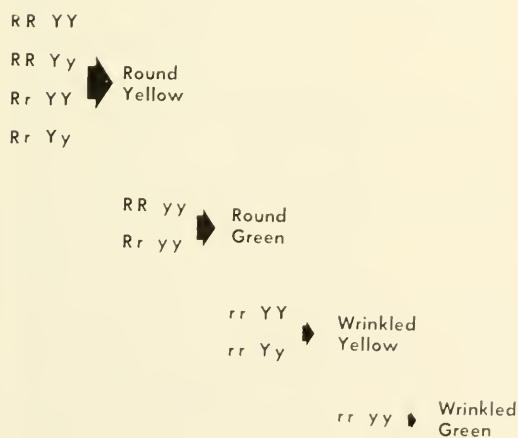 RR YY
RR Yy
Rr YY
Rr Yy
Round
Yellow
RR yy
Rr yy
Round
Green
rr YY
rr Yy
Wrinkled
Yellow
rr yy
Wrinkled
Green